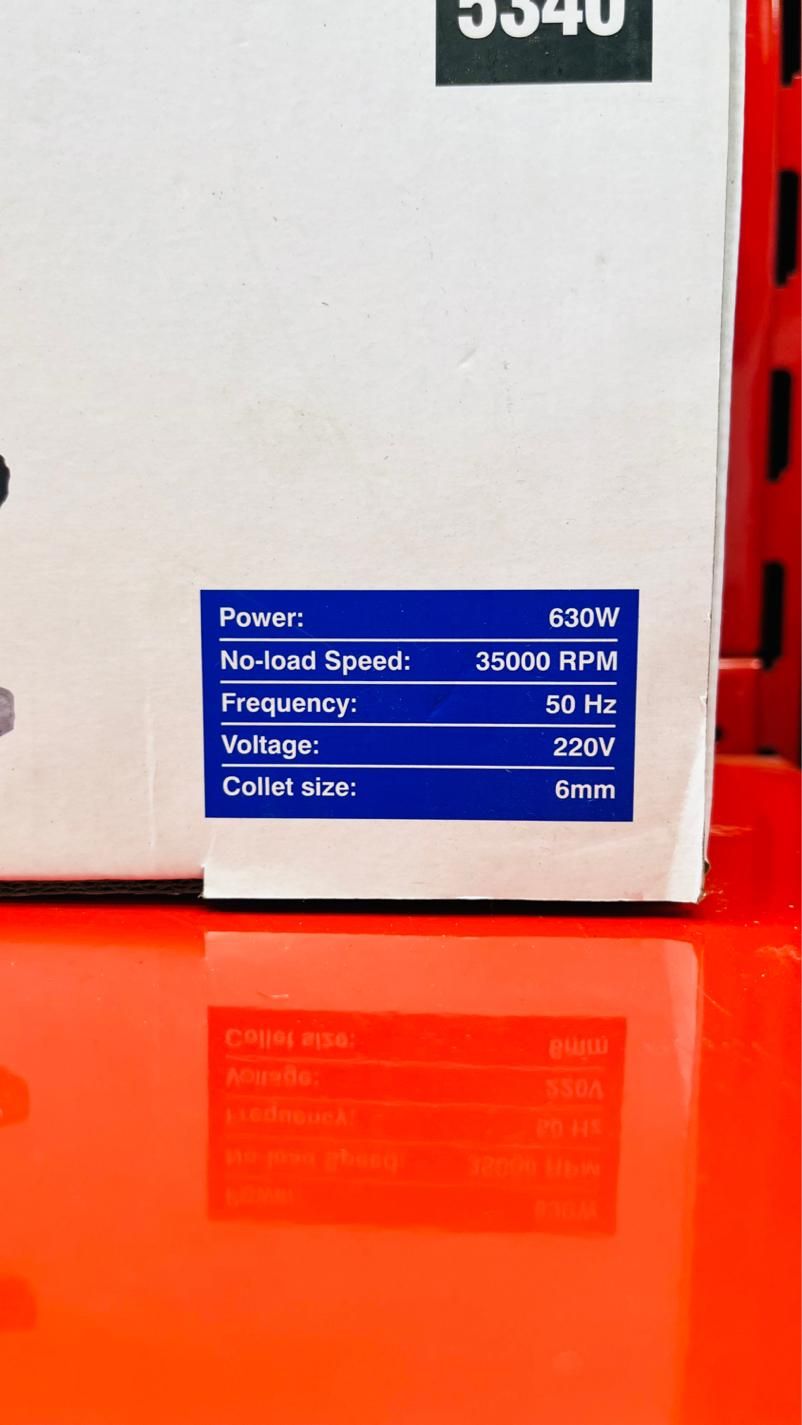 5340
Power: 630W
No-load Speed: 35000 RPM
Frequency: 50 Hz
Voltage: 220V
Collet size: 6mm